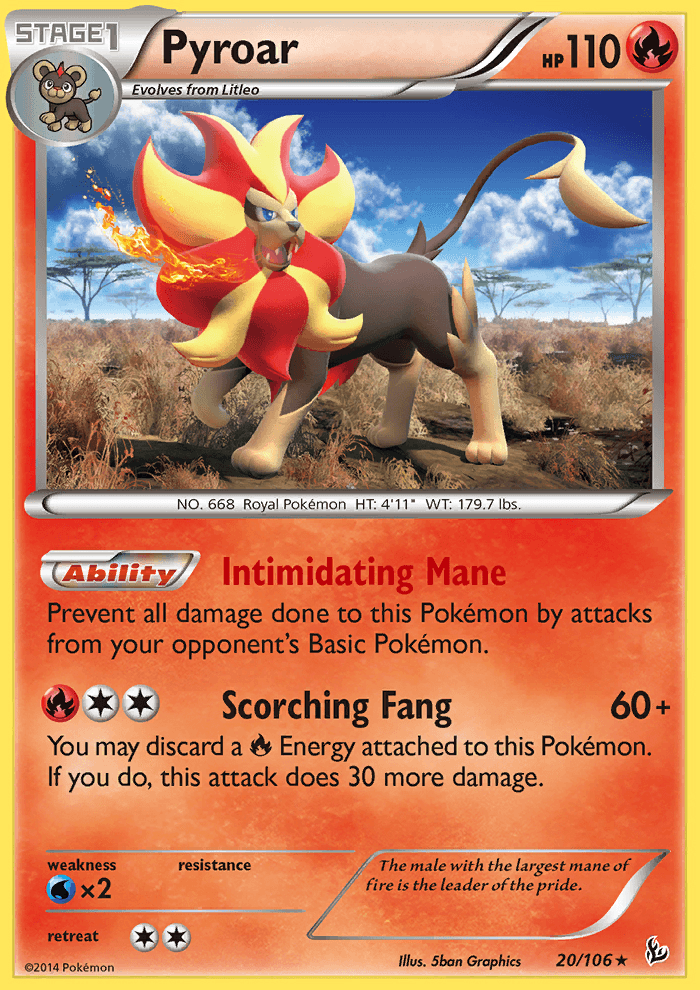 STAGE1
Pyroar
HP110
Evolves from Litleo
NO. 668 Royal Pokémon HT: 4'11" WT: 179.7 lbs.
Ability Intimidating Mane
Prevent all damage done to this Pokémon by attacks
from your opponent's Basic Pokémon.
Scorching Fang 60+
You may discard a Energy attached to this Pokémon.
If you do, this attack does 30 more damage.
weakness resistance
×2
retreat
The male with the largest mane of
fire is the leader of the pride.
Illus. 5ban Graphics 20/106 ★
©2014 Pokémon